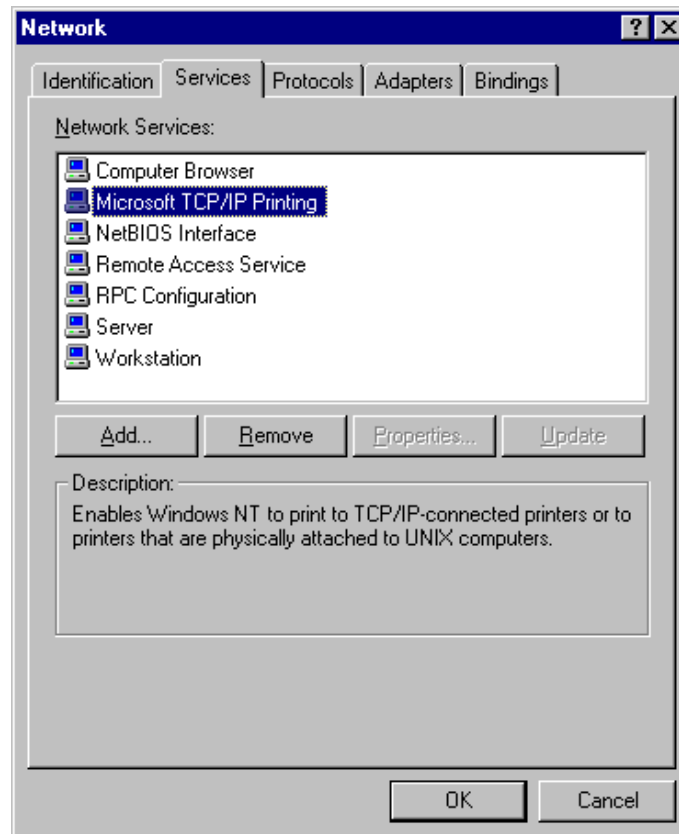 Network
Identification Services Protocols Adapters Bindings
Network Services:
Computer Browser
Microsoft TCP/IP Printing
NetBIOS Interface
Remote Access Service
RPC Configuration
Server
Workstation
Add... Remove Properties... Update
Description:
Enables Windows NT to print to TCP/IP-connected printers or to
printers that are physically attached to UNIX computers.
OK Cancel